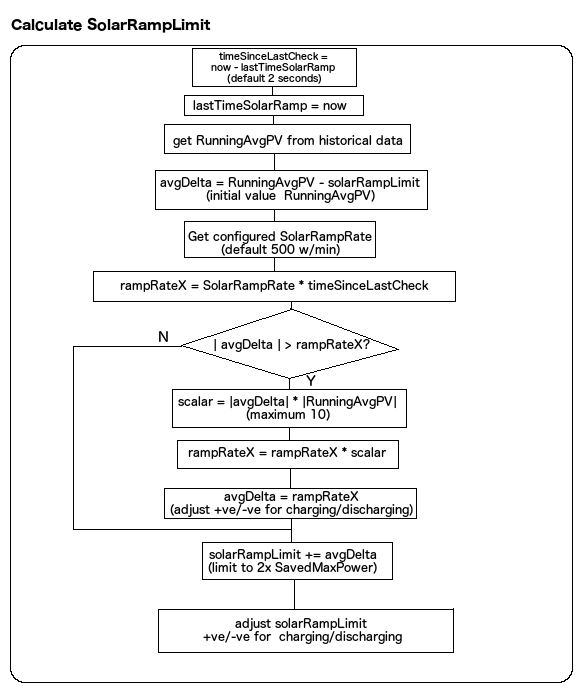 Calculate SolarRampLimit
timeSinceLastCheck =
now - lastTimeSolarRamp
(default 2 seconds)
lastTimeSolarRamp = now
get RunningAvgPV from historical data
avgDelta = RunningAvgPV - solarRampLimit
(initial value RunningAvgPV)
Get configured SolarRampRate
(default 500 w/min)
rampRateX = SolarRampRate * timeSinceLastCheck
N
| avgDelta | > rampRateX?
Y
scalar = |avgDelta| * |RunningAvgPV|
(maximum 10)
rampRateX = rampRateX * scalar
avgDelta = rampRateX
(adjust +ve/-ve for charging/discharging)
solarRampLimit += avgDelta
(limit to 2x SavedMaxPower)
adjust solarRampLimit
+ve/-ve for charging/discharging